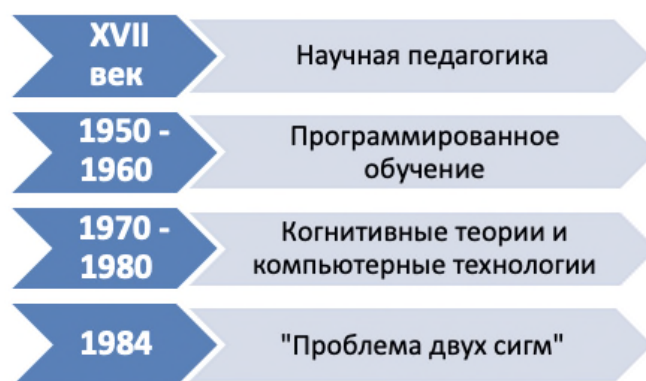 XVII
век
Научная педагогика
1950 -
1960
Программированное
обучение
1970 -
1980
Когнитивные теории и
компьютерные технологии
1984
"Проблема двух сигм"